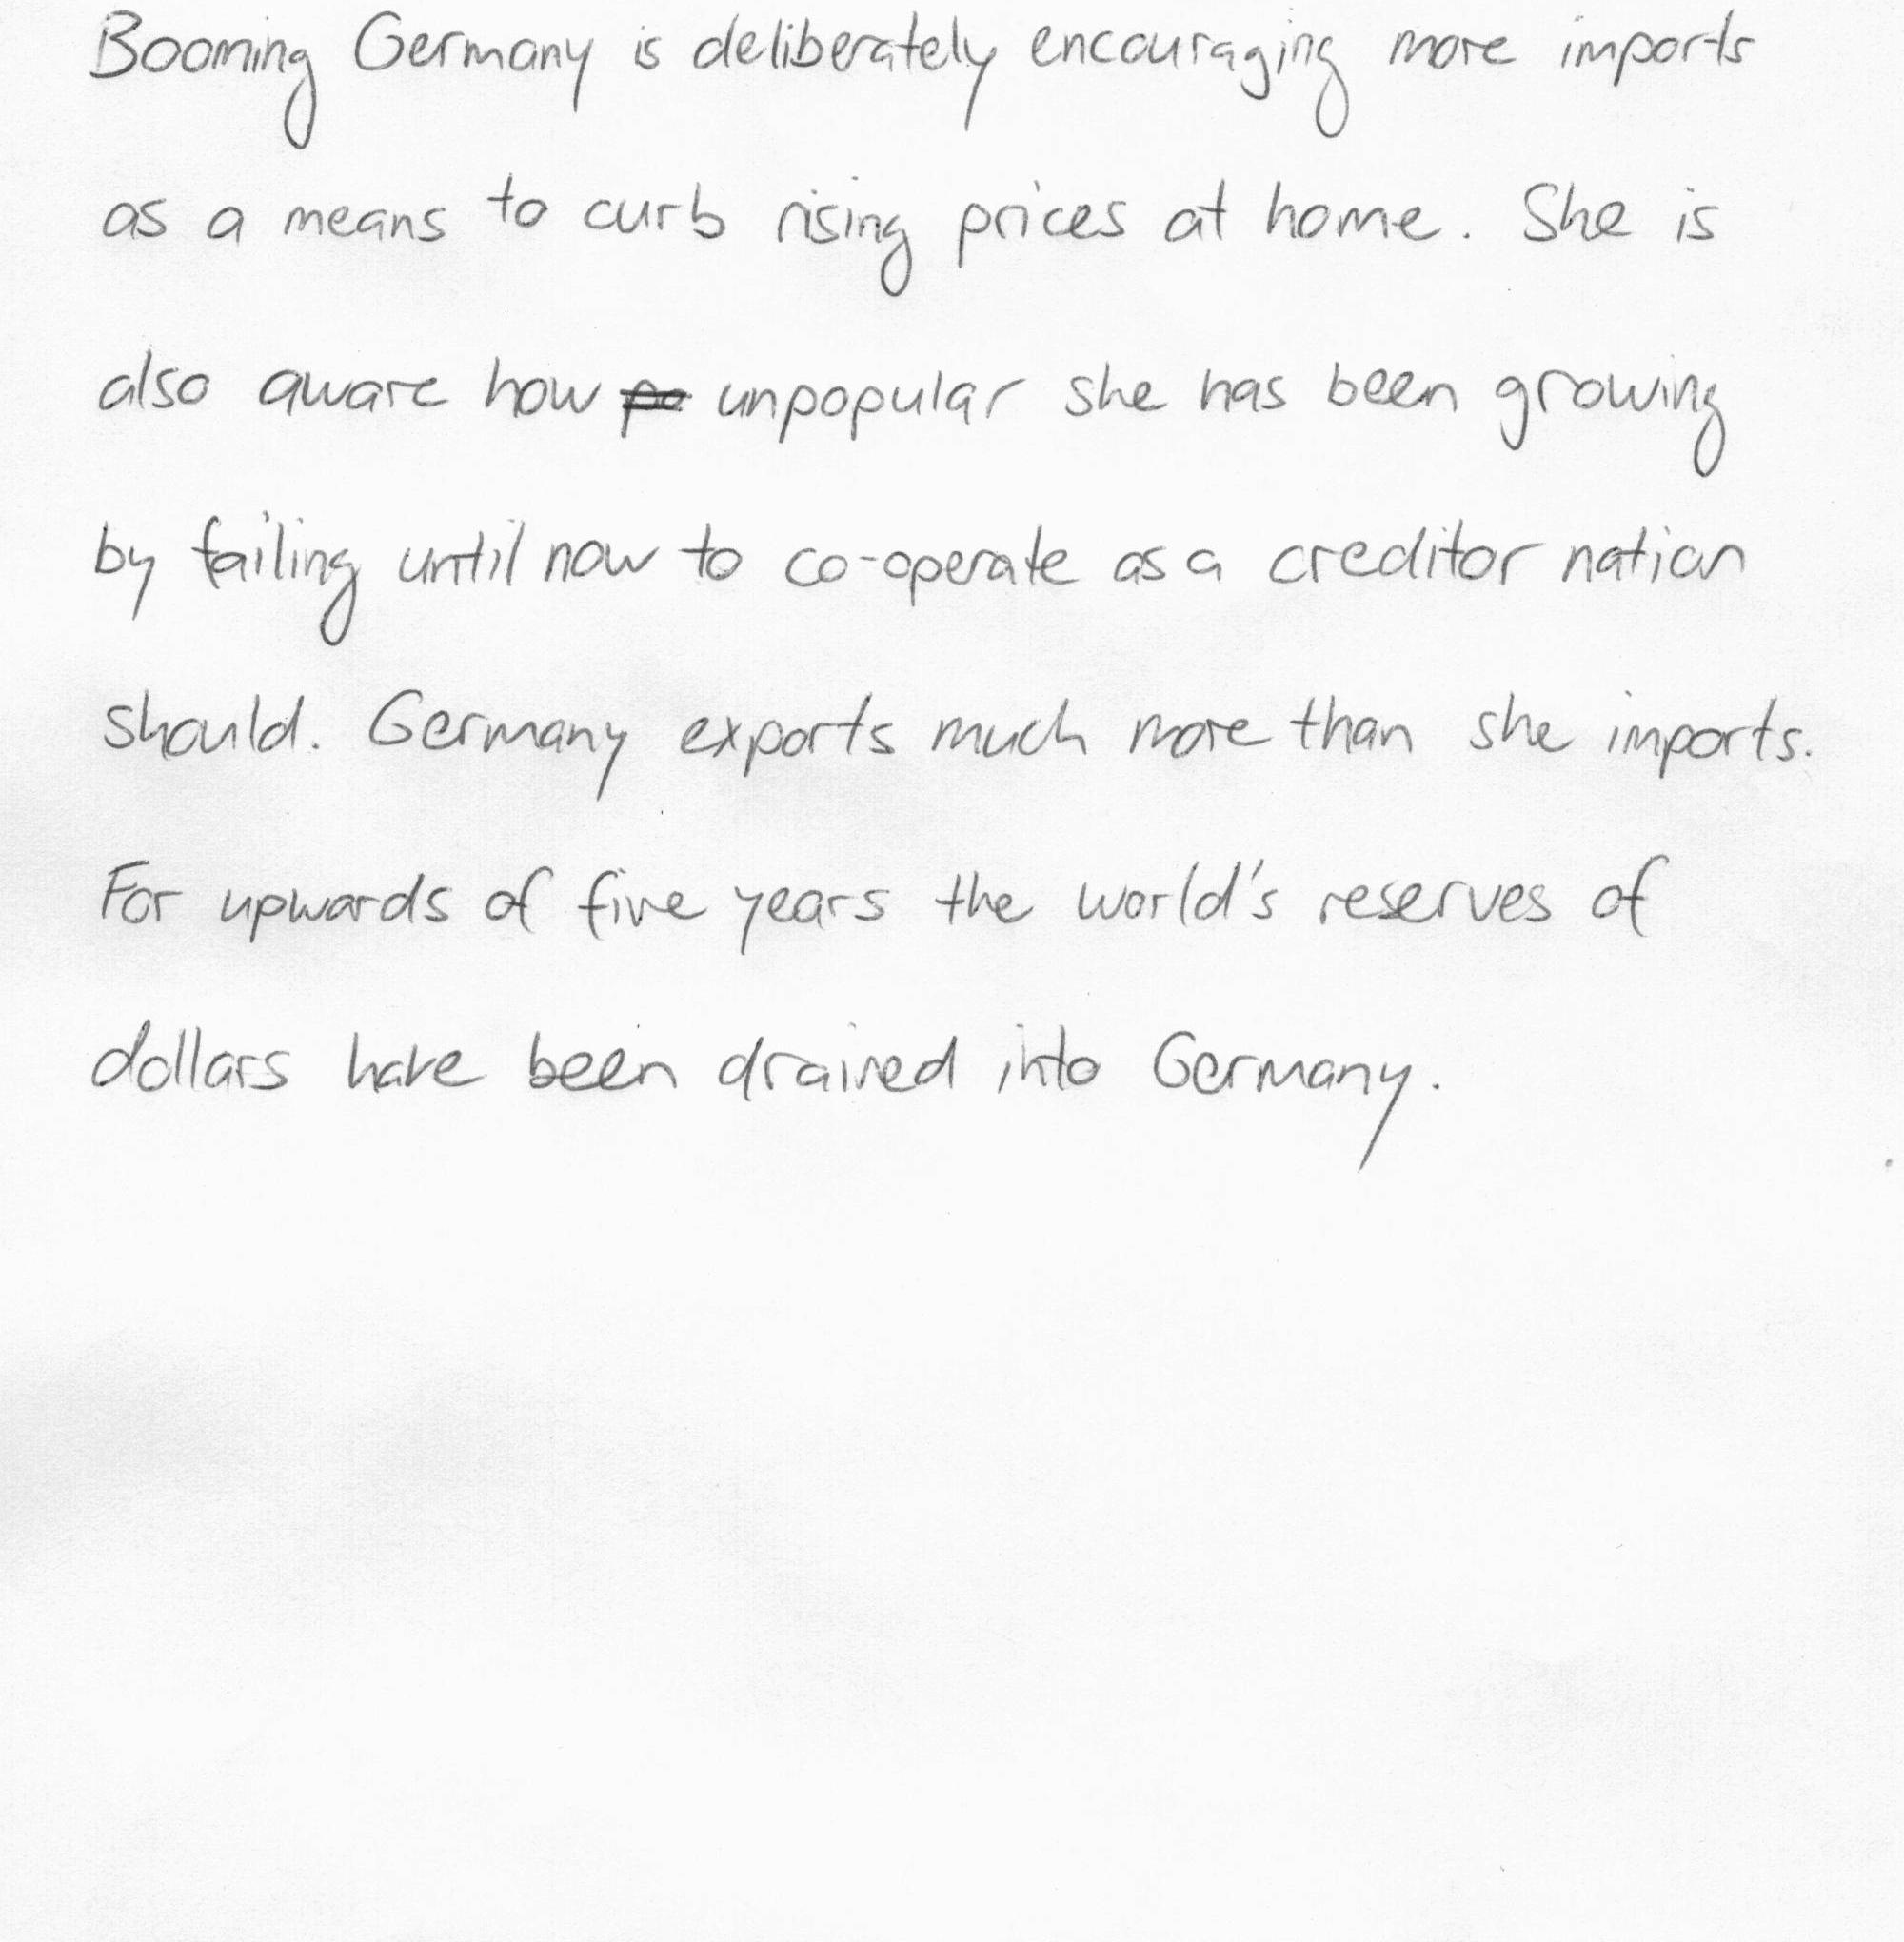 Booming Germany is deliberately encouraging more imports
as a means to curb rising prices at home. She is
also aware how po unpopular she has been growing
by failing until now to co-operate as a creditor nation
should. Germany exports much more than she imports.
For upwards of five years the world's reserves of
dollars have been drained into Germany.